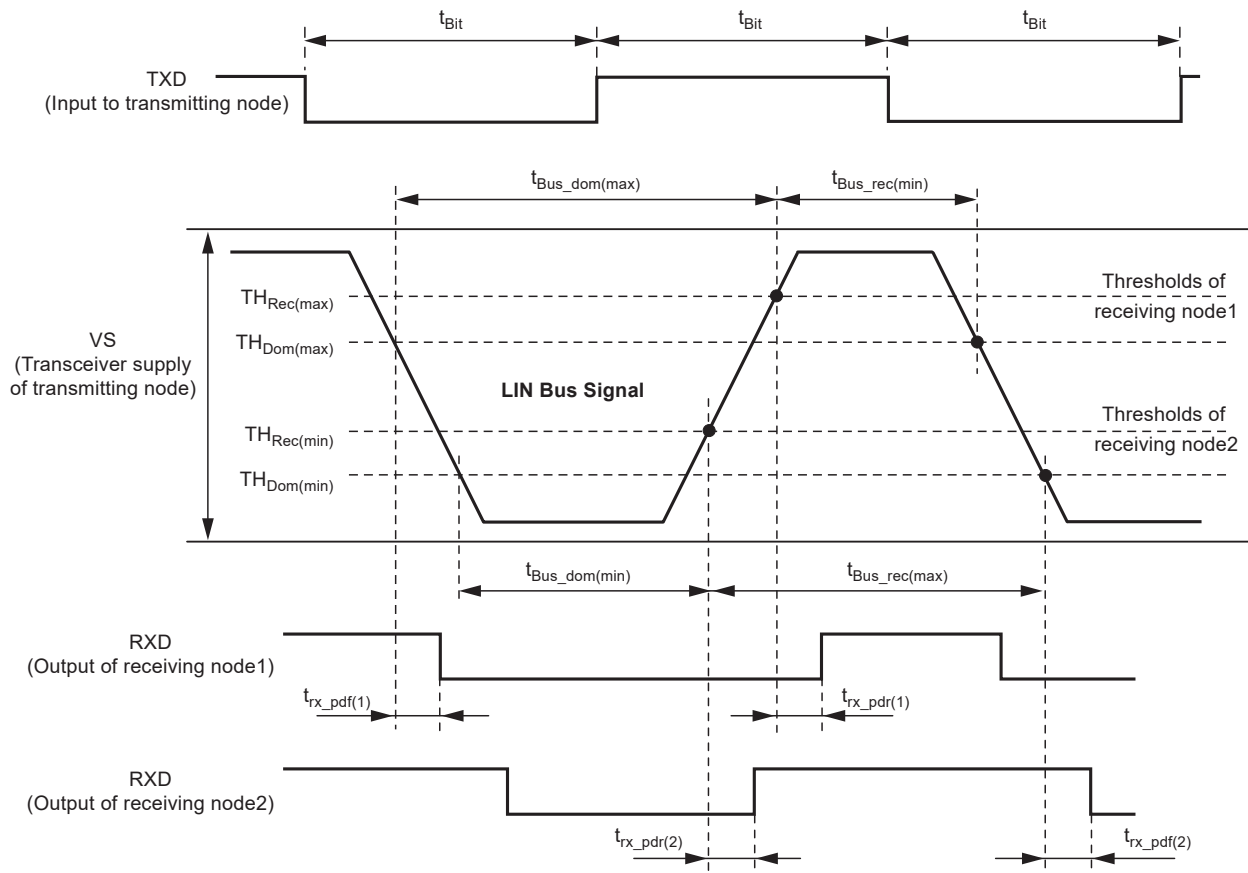 tBit tBit tBit
TXD
(Input to transmitting node)
tBus_dom(max) tBus_rec(min)
THRec(max)
Thresholds of
receiving node1
THDom(max)
VS
(Transceiver supply
of transmitting node)
LIN Bus Signal
THRec(min)
Thresholds of
receiving node2
THDom(min)
tBus_dom(min) tBus_rec(max)
RXD
(Output of receiving node1)
trx_pdf(1) trx_pdr(1)
RXD
(Output of receiving node2)
trx_pdr(2) trx_pdf(2)